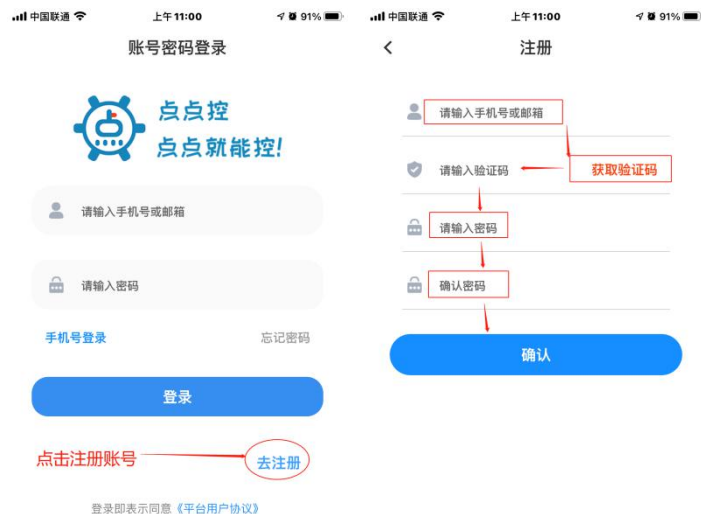 中国联通 上午11:00 91%
账号密码登录
点点控
点点就能控!
请输入手机号或邮箱
请输入密码
手机号登录 忘记密码
登录
点击注册账号 去注册
登录即表示同意《平台用户协议》
中国联通 上午11:00 91%
注册
请输入手机号或邮箱
请输入验证码 获取验证码
请输入密码
确认密码
确认